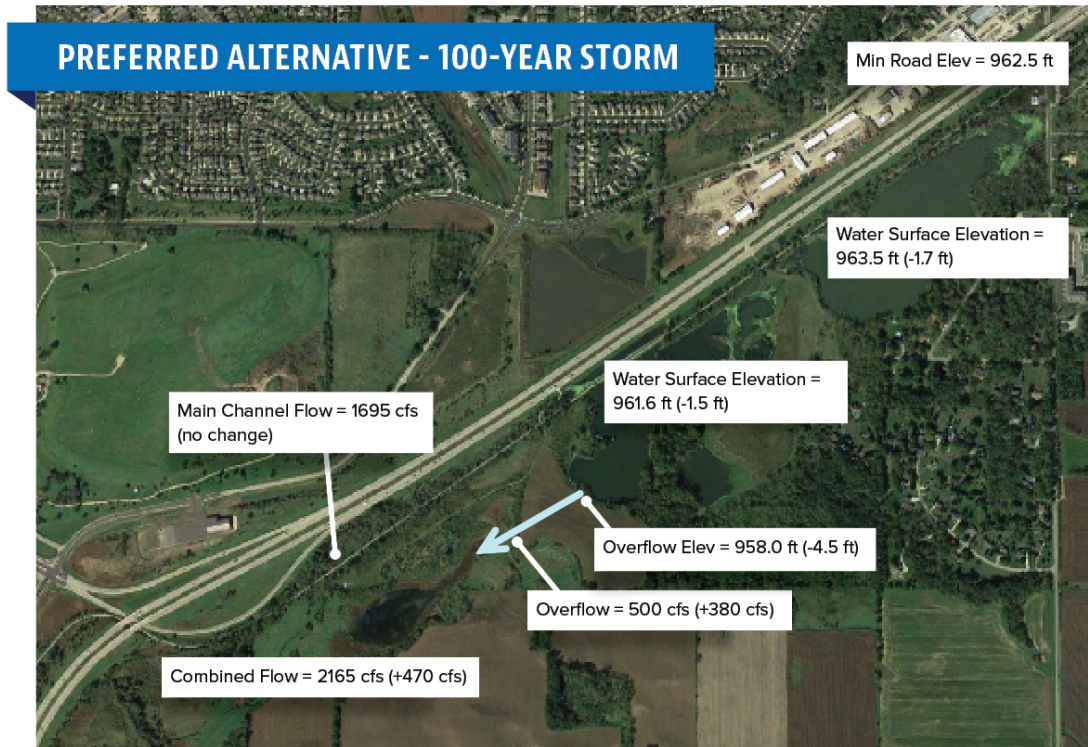 PREFERRED ALTERNATIVE - 100-YEAR STORM
Min Road Elev = 962.5 ft
Water Surface Elevation =
963.5 ft (-1.7 ft)
Water Surface Elevation =
961.6 ft (-1.5 ft)
Main Channel Flow = 1695 cfs
(no change)
Overflow Elev = 958.0 ft (-4.5 ft)
Overflow = 500 cfs (+380 cfs)
Combined Flow = 2165 cfs (+470 cfs)